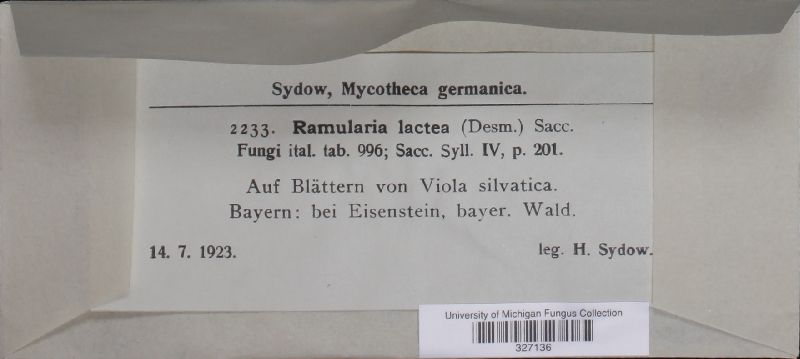 Sydow, Mycotheca germanica.
2233. Ramularia lactea (Desm.) Sacc.
Fungi ital. tab. 996; Sacc. Syll. IV, p. 201.
Auf Blättern von Viola silvatica.
Bayern: bei Eisenstein, bayer. Wald.
14. 7. 1923. leg. H. Sydow.
University of Michigan Fungus Collection
327136